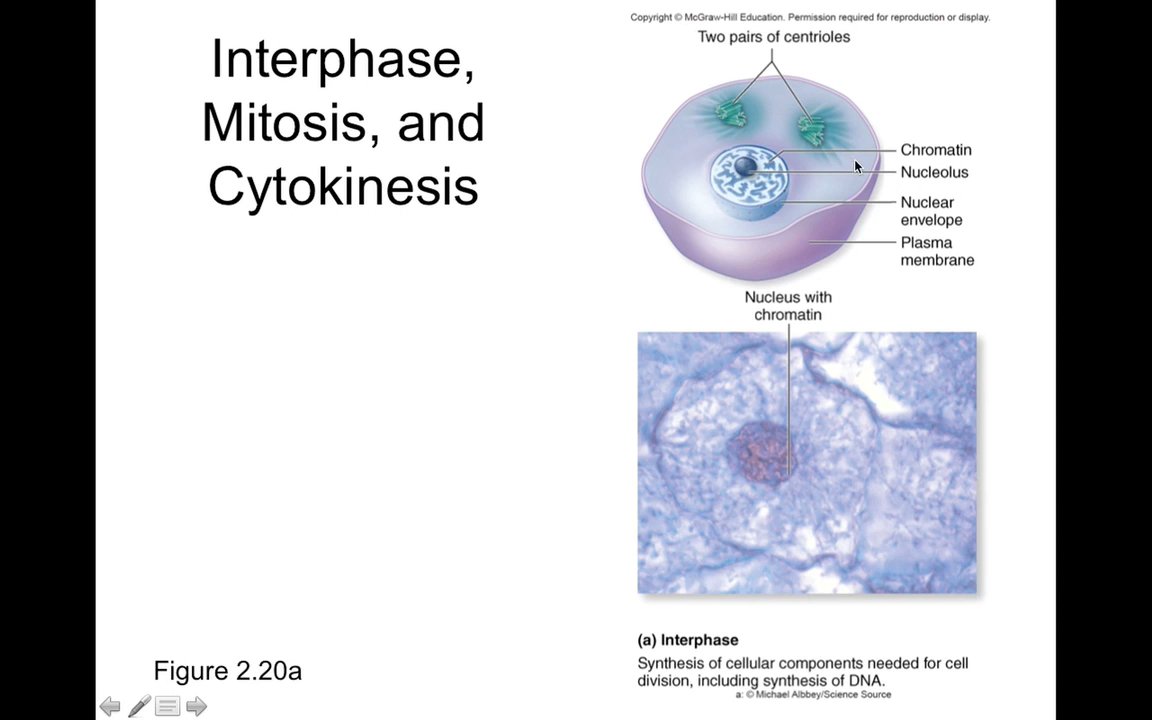 Interphase,
Mitosis, and
Cytokinesis
Copyright © McGraw-Hill Education. Permission required for reproduction or display.
Two pairs of centrioles
Chromatin
Nucleolus
Nuclear
envelope
Plasma
membrane
Nucleus with
chromatin
(a) Interphase
Synthesis of cellular components needed for cell
division, including synthesis of DNA.
a: © Michael Abbey/Science Source
Figure 2.20a